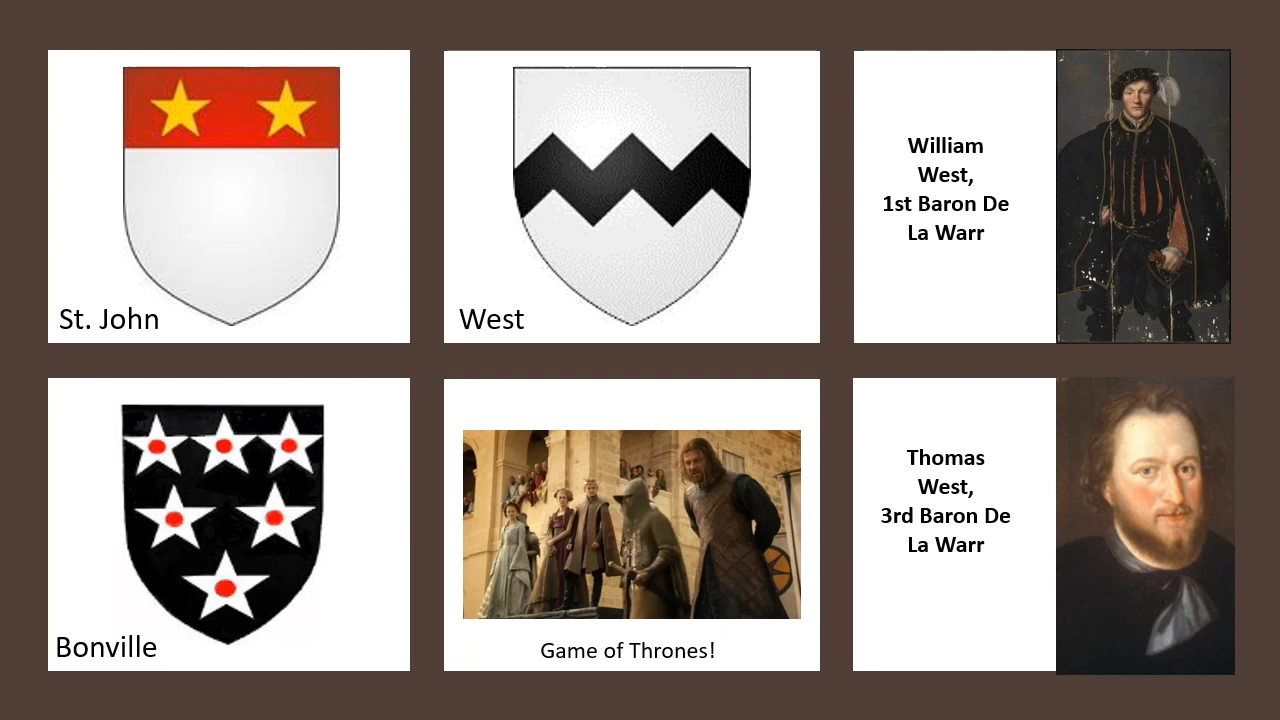 St. John
West
William
West,
1st Baron De
La Warr
Bonville
Game of Thrones!
Thomas
West,
3rd Baron De
La Warr